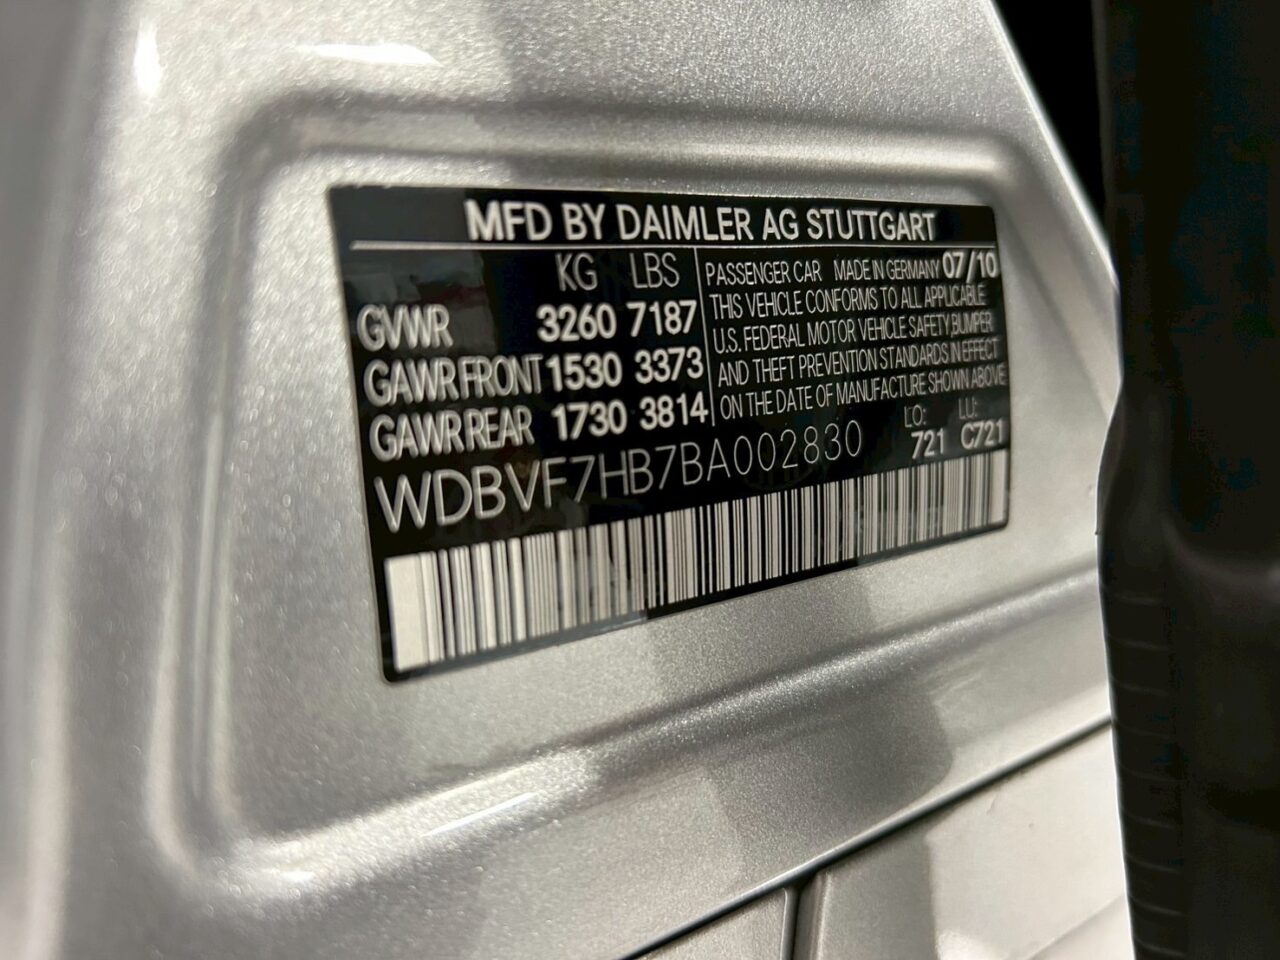 MFD BY DAIMLER AG STUTTGART
KG LBS
GVWR 3260 7187
GAWR FRONT 1530 3373
GAWR REAR 1730 3814
PASSENGER CAR MADE IN GERMANY 07/10
THIS VEHICLE CONFORMS TO ALL APPLICABLE
U.S. FEDERAL MOTOR VEHICLE SAFETY BUMPER
AND THEFT PREVENTION STANDARDS IN EFFECT
ON THE DATE OF MANUFACTURE SHOWN ABOVE
LO: LU:
721 C721
WDBVF7HB7BA002830